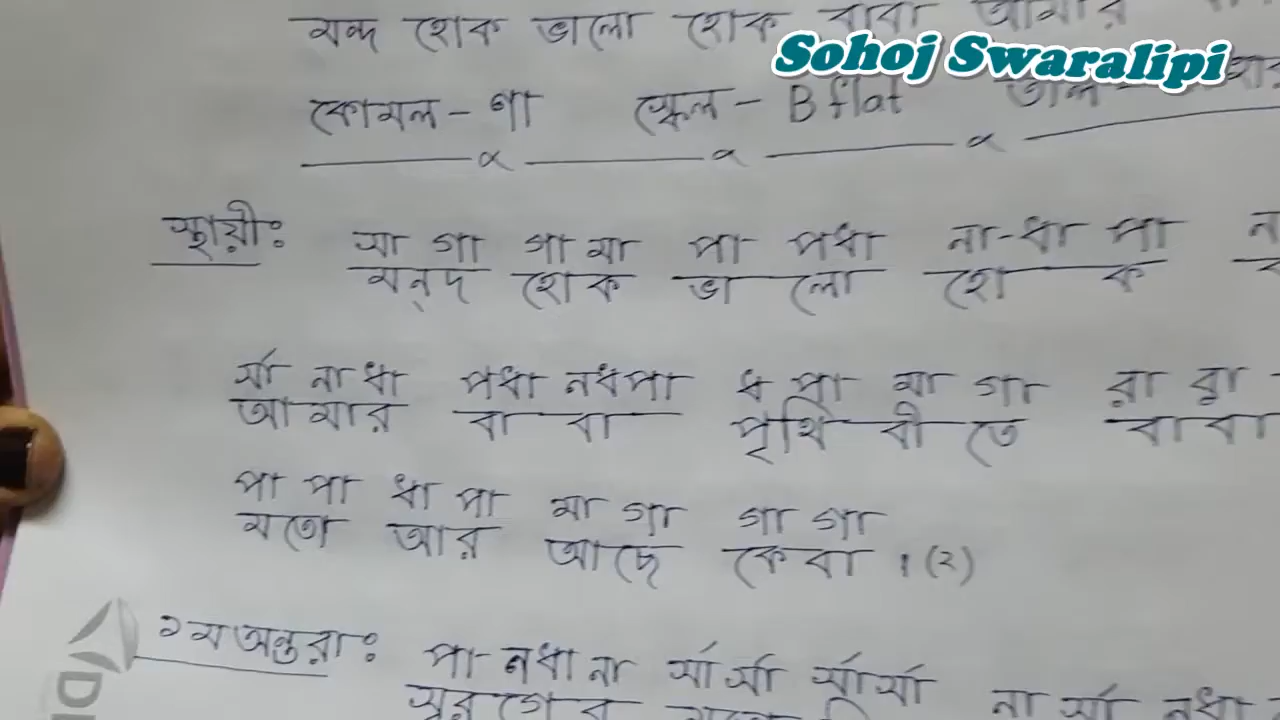 মন্দ হোক ভালো হোক বাবা আমার
Sohoj Swaralipi
কোমল - ণা স্কেল - B flat তাল -
স্থায়ীঃ সা গা গা মা পা পধা না-ধা পা
মন্দ হোক ভা লো হো ক
র্সা না ধা পধা নধপা ধ পা মা গা রা রা
আমার বা বা পৃথি বী তে বাবা
পা পা ধা পা মা গা গা গা
মতো আর আছে কেবা । (২)
১ম অন্তরাঃ পা নধা না র্সা র্সা র্সা র্সা না র্সা নধা